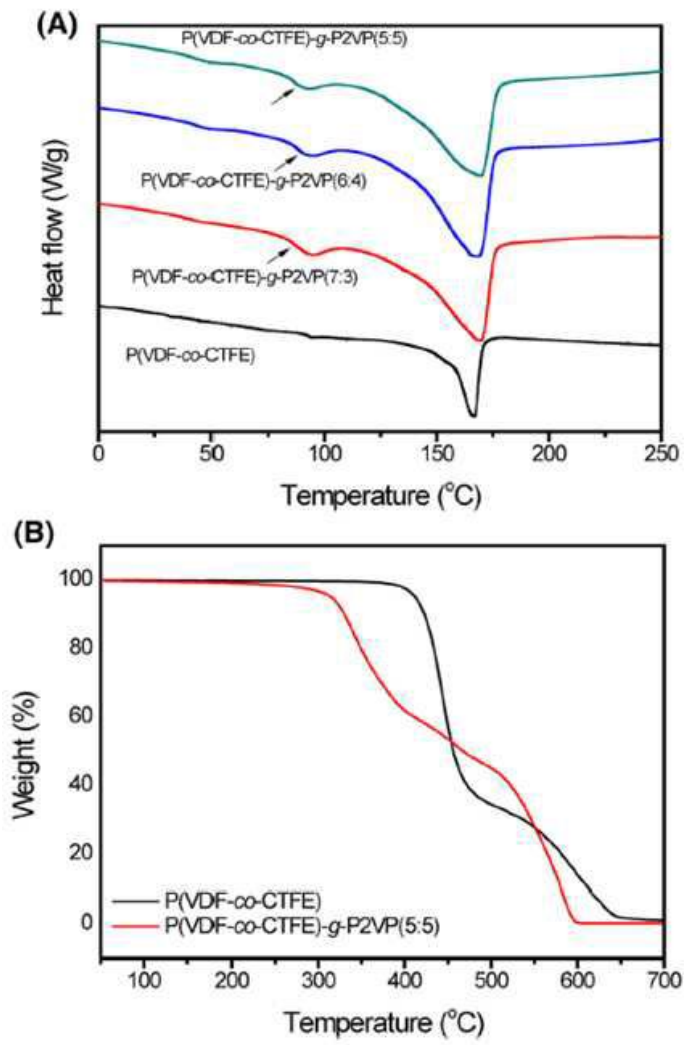 (A)
P(VDF-co-CTFE)-g-P2VP(5:5)
P(VDF-co-CTFE)-g-P2VP(6:4)
P(VDF-co-CTFE)-g-P2VP(7:3)
P(VDF-co-CTFE)
Heat flow (W/g)
0 50 100 150 200 250
Temperature (°C)
(B)
100
80
60
40
20
0
Weight (%)
P(VDF-co-CTFE)
P(VDF-co-CTFE)-g-P2VP(5:5)
100 200 300 400 500 600 700
Temperature (°C)